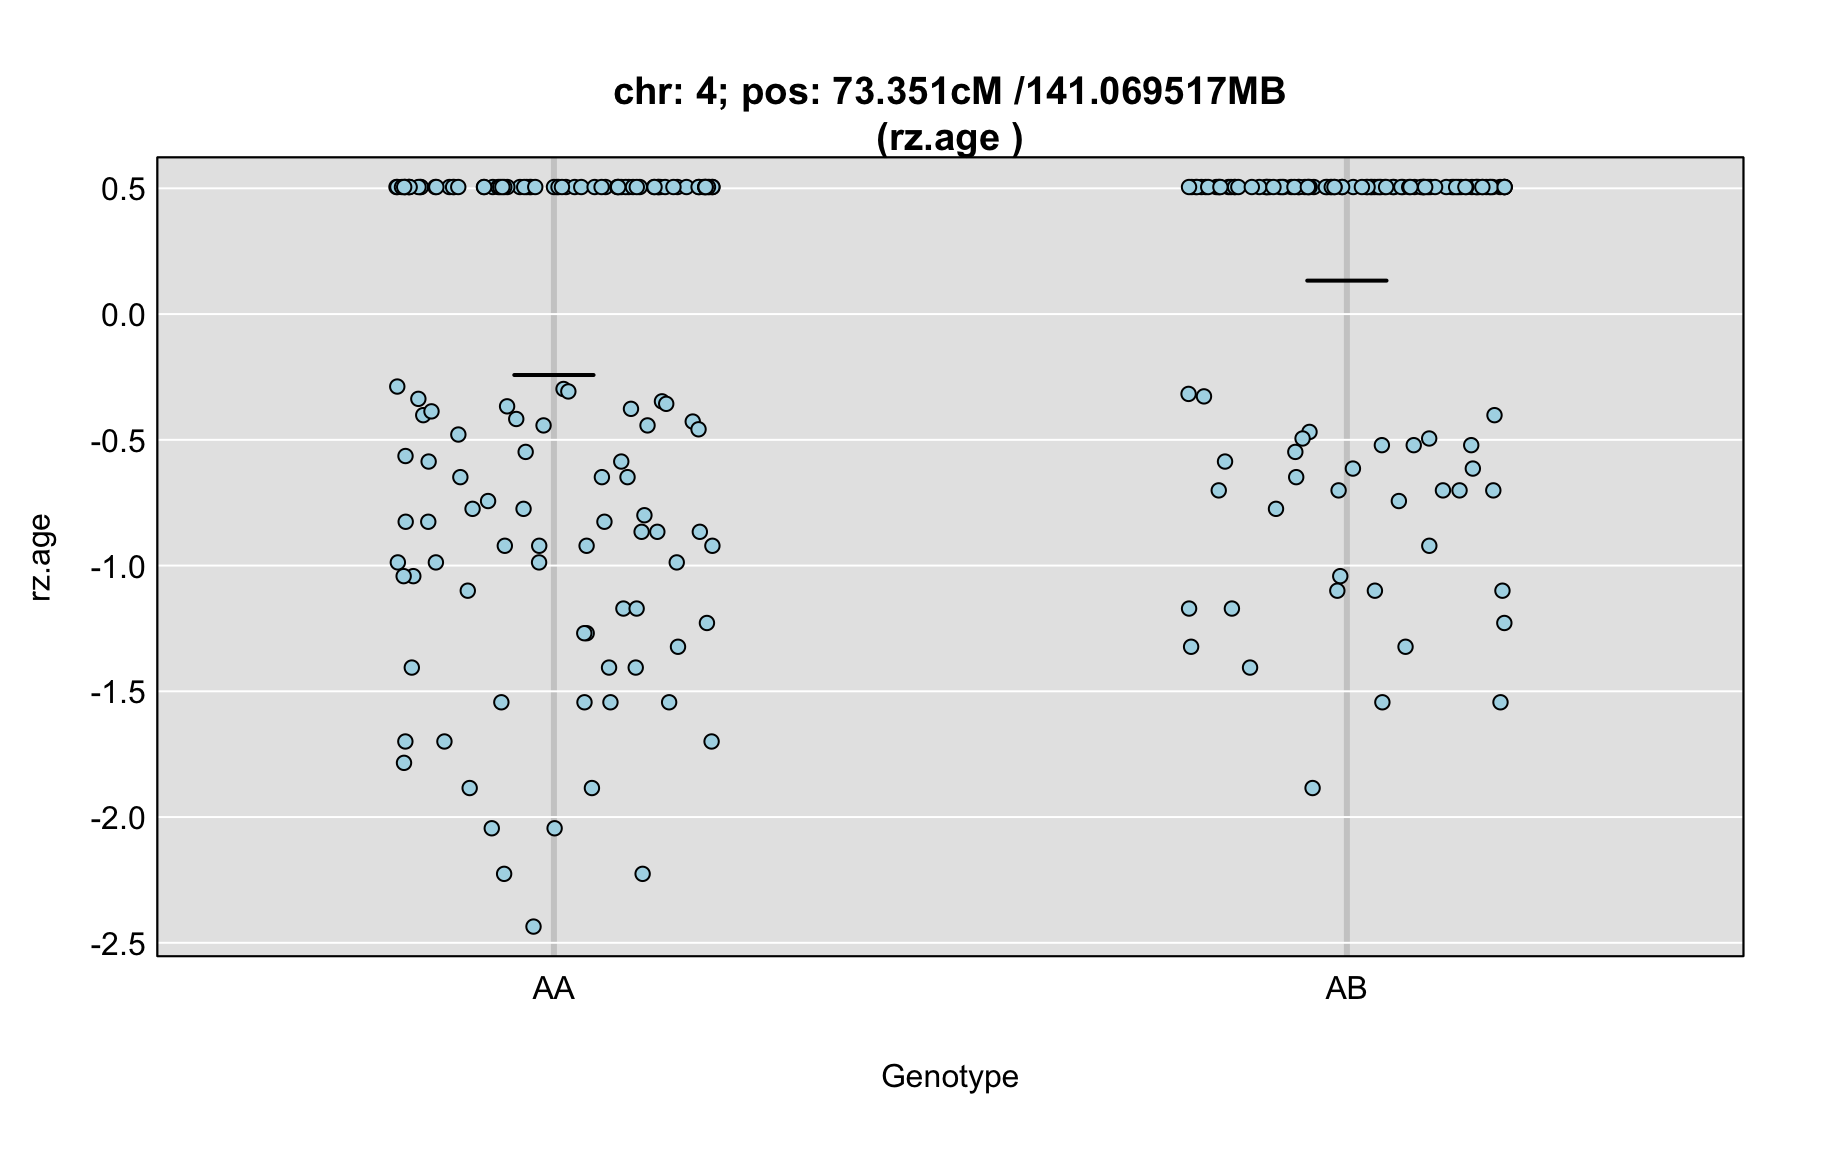 chr: 4; pos: 73.351cM /141.069517MB
(rz.age )
rz.age
0.5
0.0
-0.5
-1.0
-1.5
-2.0
-2.5
AA
AB
Genotype